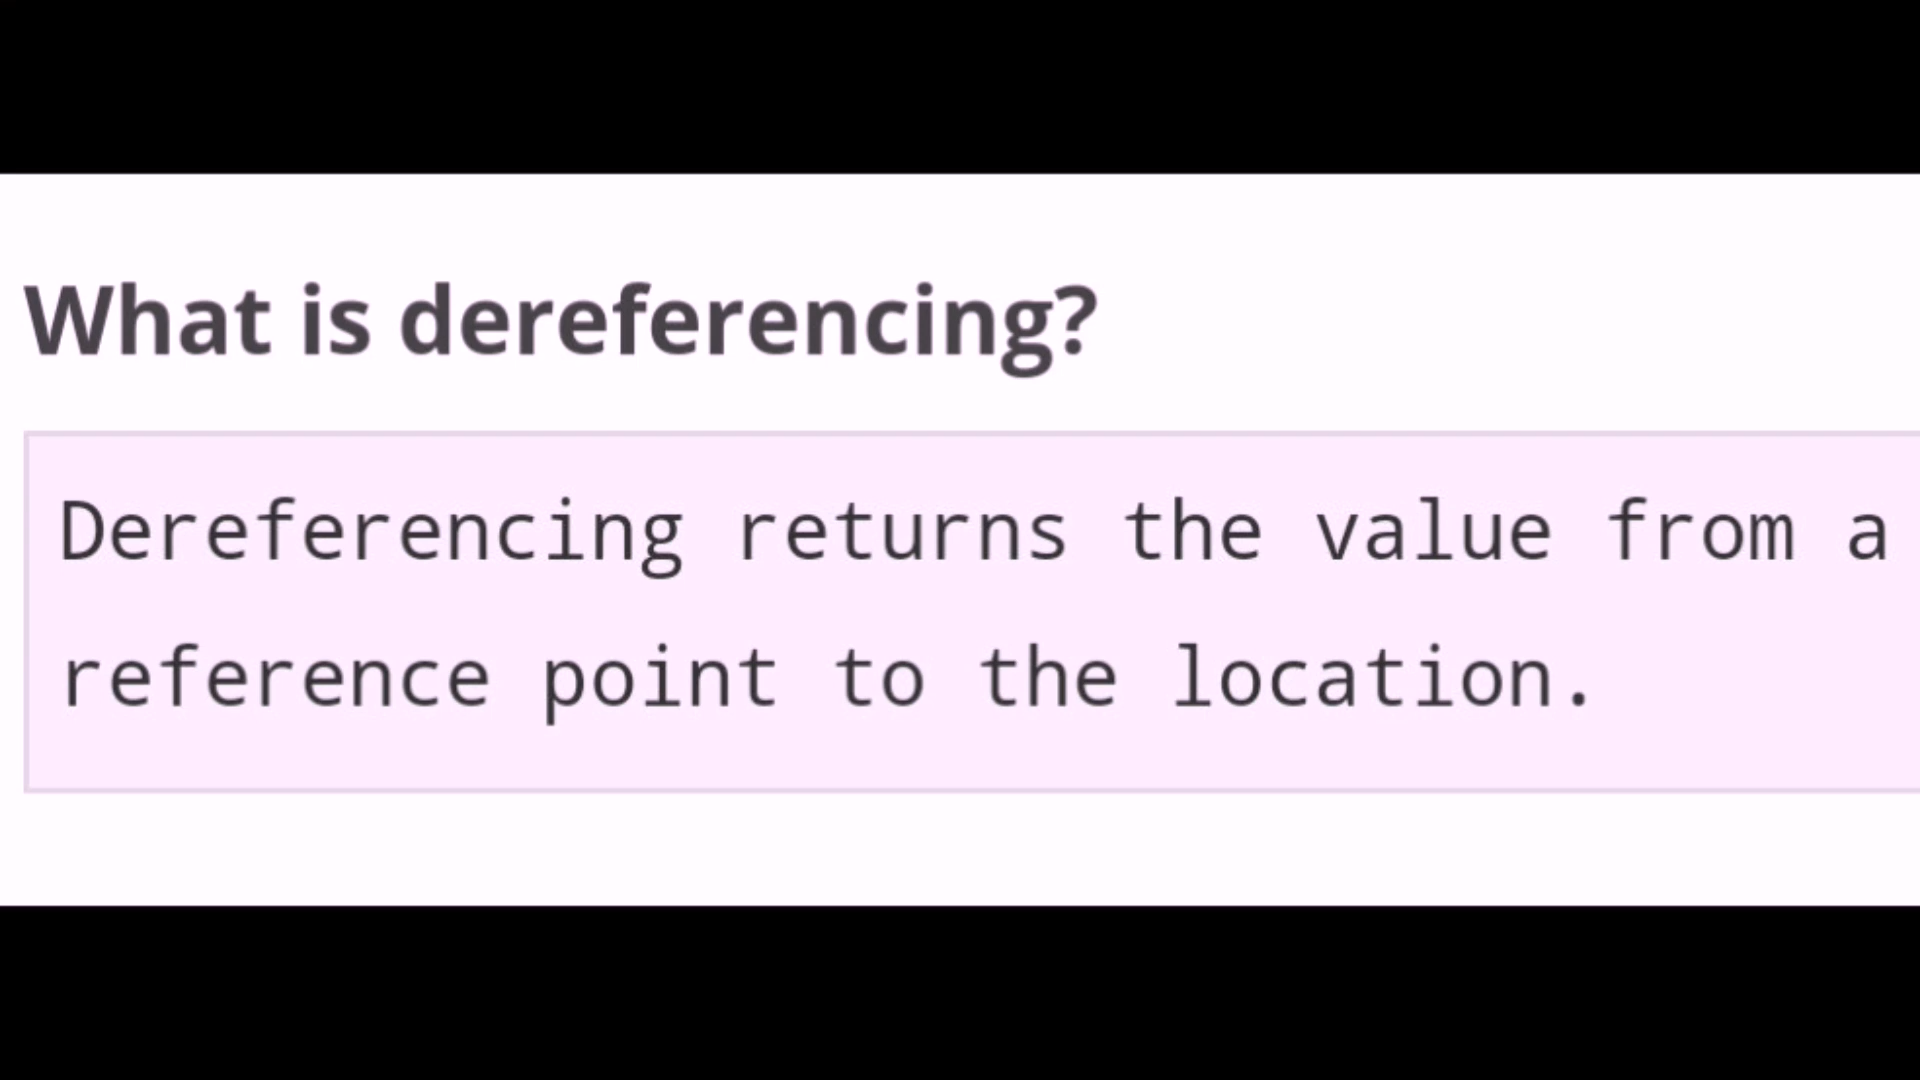 What is dereferencing?
Dereferencing returns the value from a
reference point to the location.